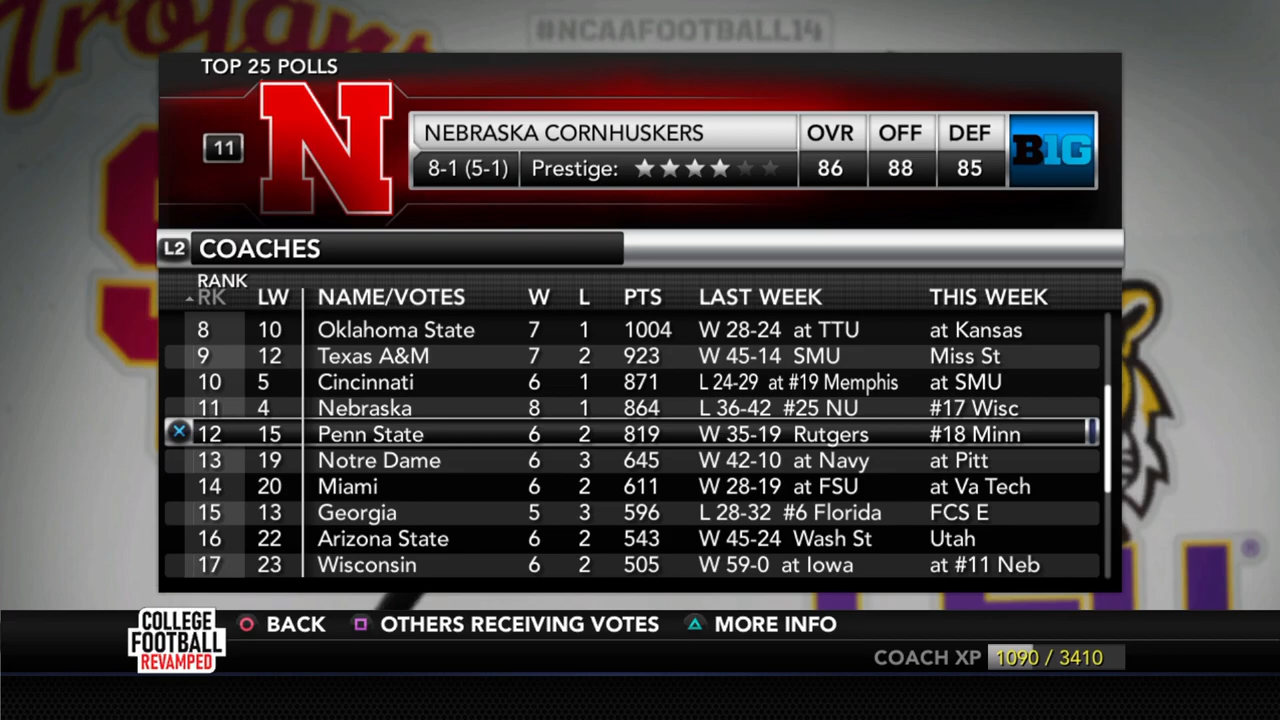 Trojans
#NCAAFOOTBALL14
TOP 25 POLLS
11
N
NEBRASKA CORNHUSKERS OVR OFF DEF
8-1 (5-1) Prestige: 86 88 85
B1G
L2 COACHES
RANK
RK LW NAME/VOTES W L PTS LAST WEEK THIS WEEK
8 10 Oklahoma State 7 1 1004 W 28-24 at TTU at Kansas
9 12 Texas A&M 7 2 923 W 45-14 SMU Miss St
10 5 Cincinnati 6 1 871 L 24-29 at #19 Memphis at SMU
11 4 Nebraska 8 1 864 L 36-42 #25 NU #17 Wisc
12 15 Penn State 6 2 819 W 35-19 Rutgers #18 Minn
13 19 Notre Dame 6 3 645 W 42-10 at Navy at Pitt
14 20 Miami 6 2 611 W 28-19 at FSU at Va Tech
15 13 Georgia 5 3 596 L 28-32 #6 Florida FCS E
16 22 Arizona State 6 2 543 W 45-24 Wash St Utah
17 23 Wisconsin 6 2 505 W 59-0 at Iowa at #11 Neb
COLLEGE
FOOTBALL
REVAMPED
BACK OTHERS RECEIVING VOTES MORE INFO
COACH XP 1090 / 3410